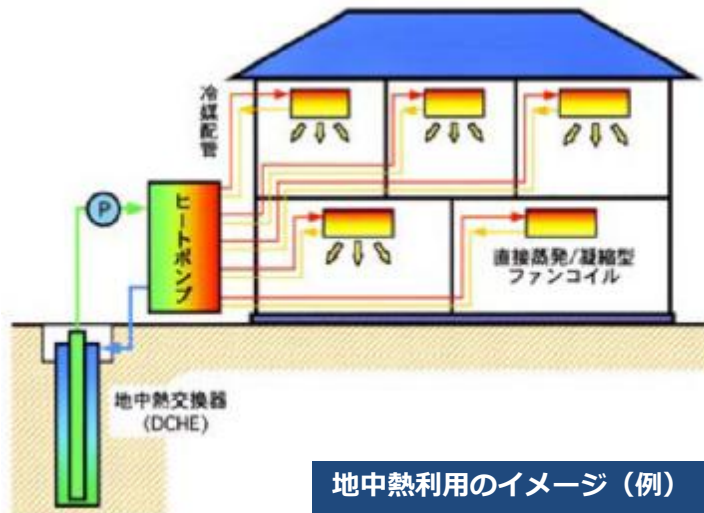 冷媒配管
P
ヒートポンプ
直接蒸発/凝縮型
ファンコイル
地中熱交換器
(DCHE)
地中熱利用のイメージ（例）